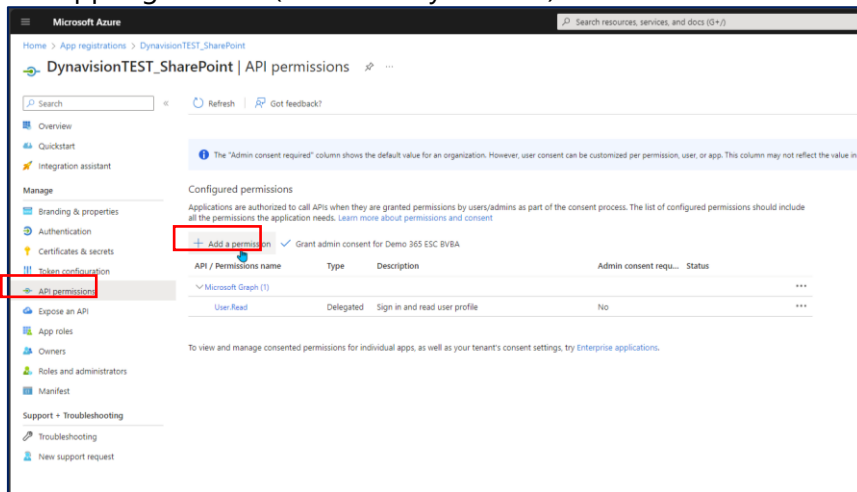 Microsoft Azure
Search resources, services, and docs (G+/)
Home > App registrations > DynavisionTEST_SharePoint
DynavisionTEST_SharePoint | API permissions
Search
Refresh
Got feedback?
Overview
Quickstart
Integration assistant
The "Admin consent required" column shows the default value for an organization. However, user consent can be customized per permission, user, or app. This column may not reflect the value in
Manage
Branding & properties
Authentication
Certificates & secrets
Token configuration
API permissions
Expose an API
App roles
Owners
Roles and administrators
Manifest
Support + Troubleshooting
Troubleshooting
New support request
Configured permissions
Applications are authorized to call APIs when they are granted permissions by users/admins as part of the consent process. The list of configured permissions should include
all the permissions the application needs. Learn more about permissions and consent
Add a permission
Grant admin consent for Demo 365 ESC BVBA
API / Permissions name Type Description Admin consent requ... Status
Microsoft Graph (1)
User.Read Delegated Sign in and read user profile No
To view and manage consented permissions for individual apps, as well as your tenant's consent settings, try Enterprise applications.